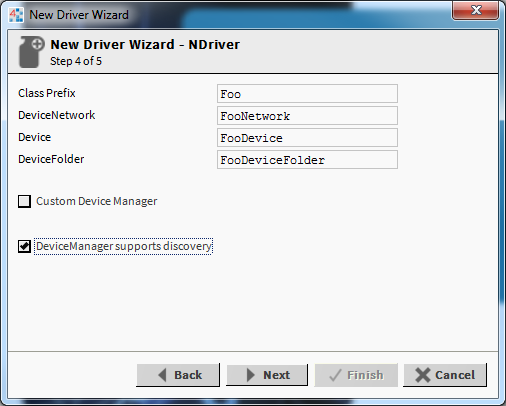 New Driver Wizard
New Driver Wizard - NDriver
Step 4 of 5
Class Prefix Foo
DeviceNetwork FooNetwork
Device FooDevice
DeviceFolder FooDeviceFolder
Custom Device Manager
DeviceManager supports discovery
Back Next Finish Cancel